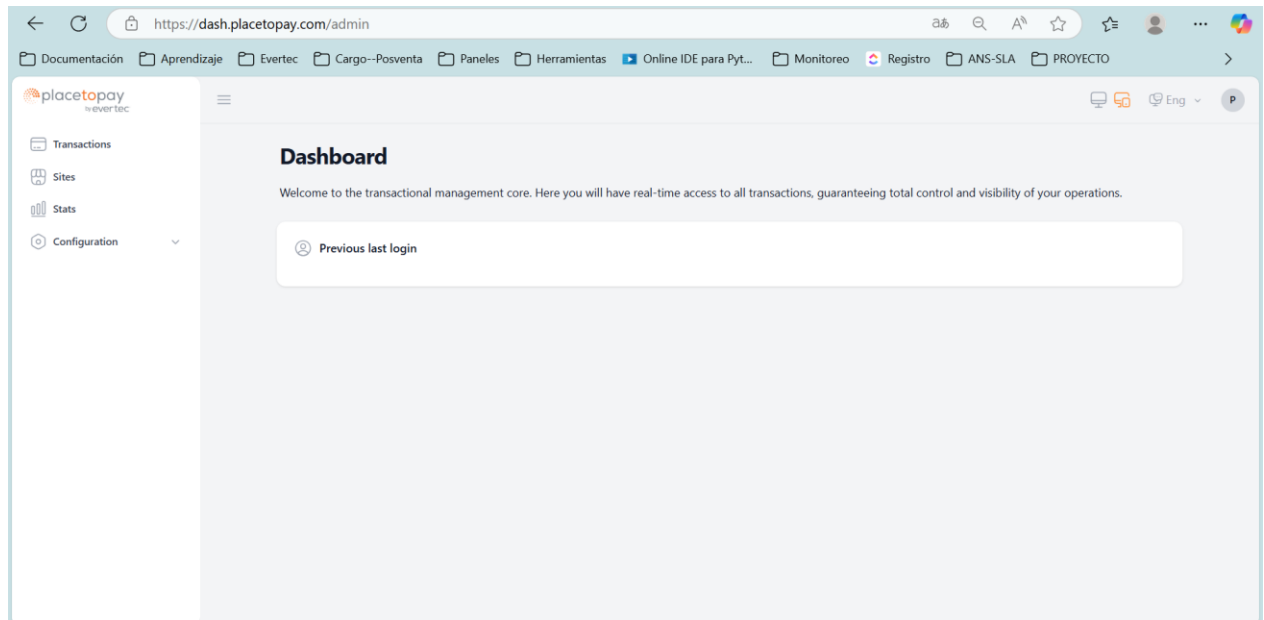 https://dash.placetopay.com/admin
Documentación Aprendizaje Evertec Cargo--Posventa Paneles Herramientas Online IDE para Pyt... Monitoreo Registro ANS-SLA PROYECTO
placetopay
by evertec
Eng
P
Transactions
Sites
Stats
Configuration
Dashboard
Welcome to the transactional management core. Here you will have real-time access to all transactions, guaranteeing total control and visibility of your operations.
Previous last login